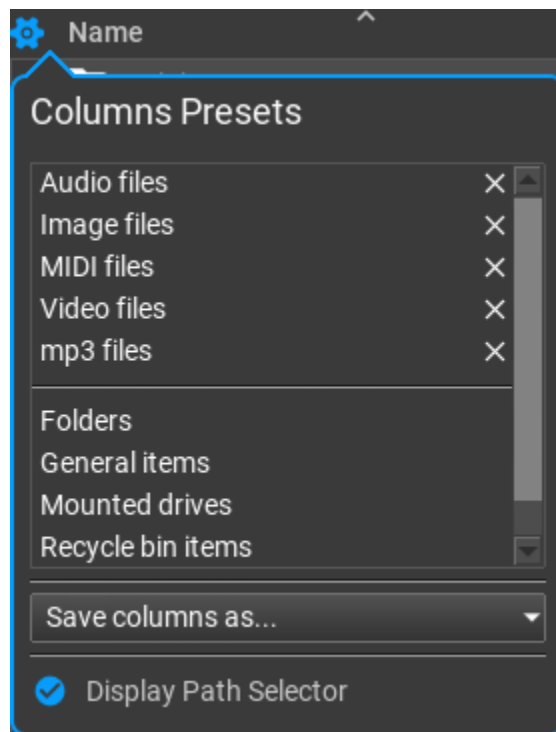 Name
Columns Presets
Audio files
Image files
MIDI files
Video files
mp3 files
Folders
General items
Mounted drives
Recycle bin items
Save columns as...
Display Path Selector